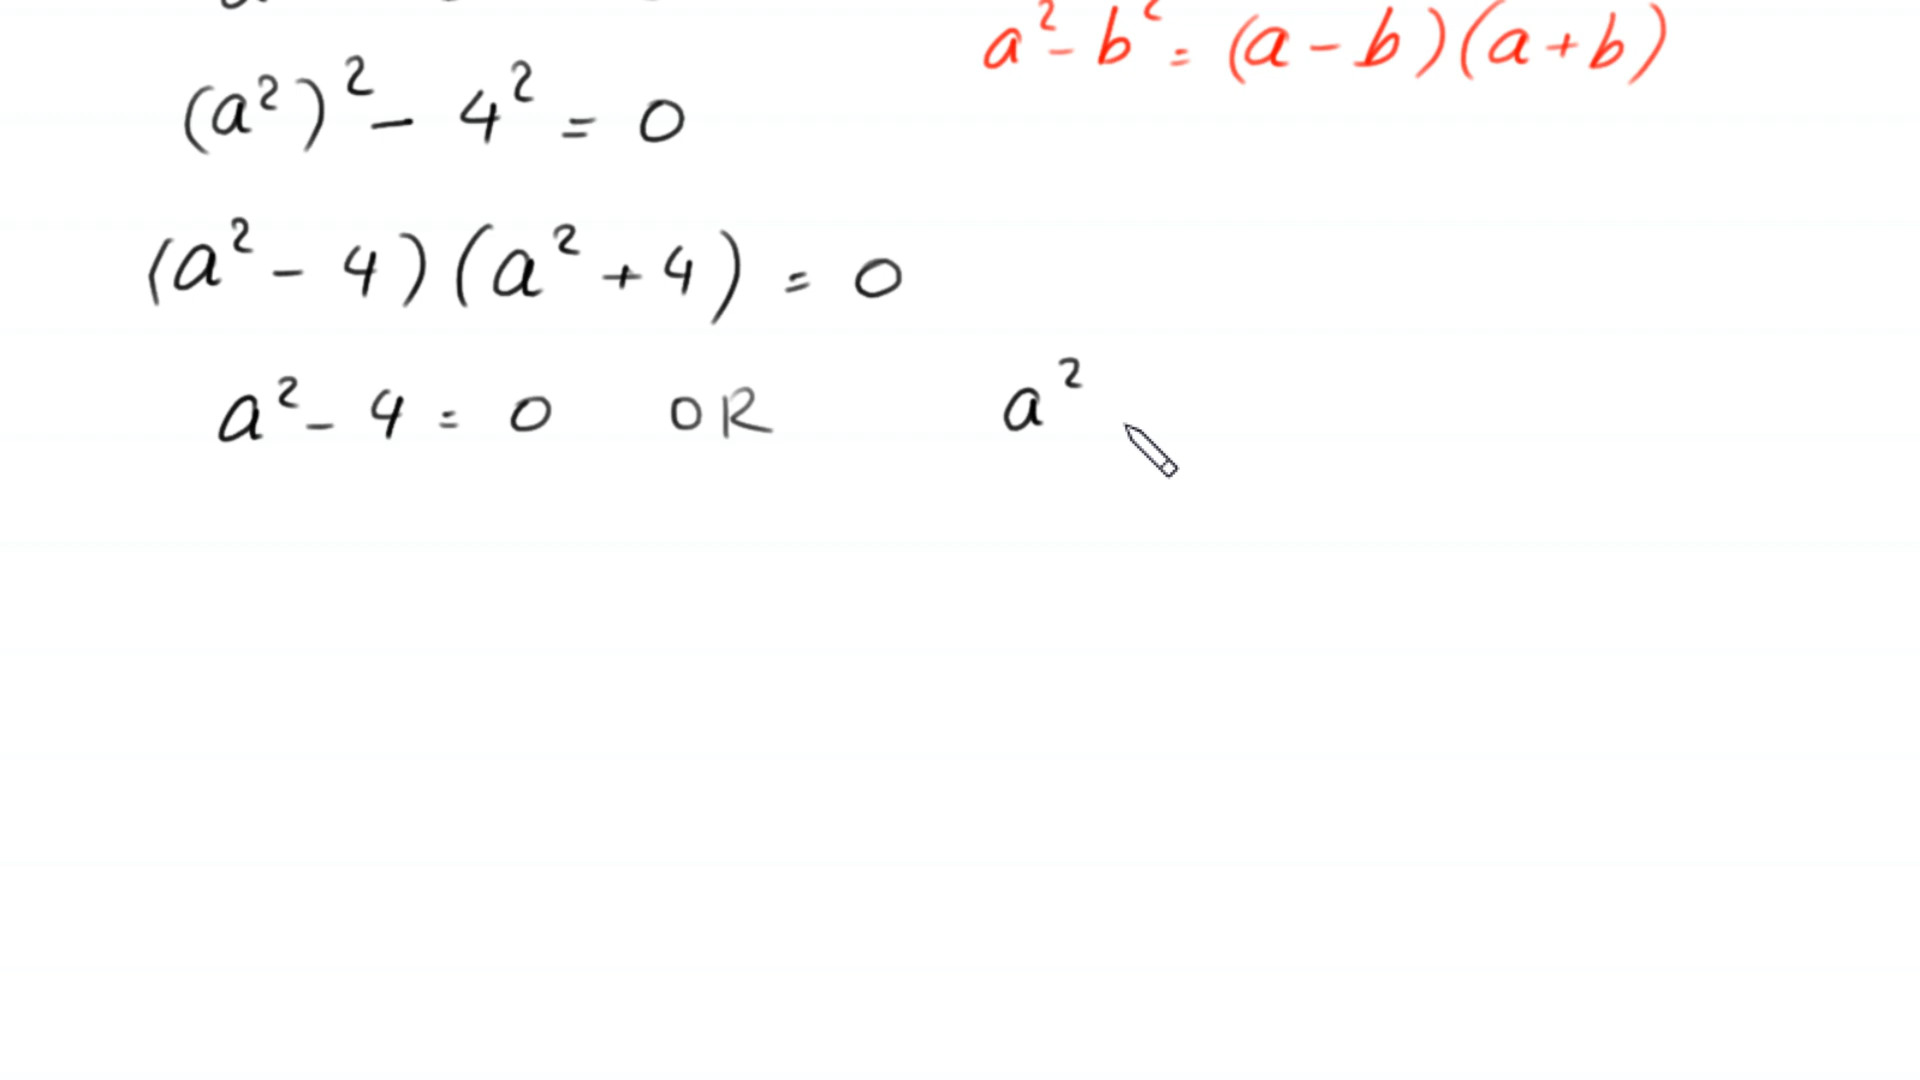 a² - b² = (a - b)(a + b)
(a²)² - 4² = 0
(a² - 4)(a² + 4) = 0
a² - 4 = 0 OR a²